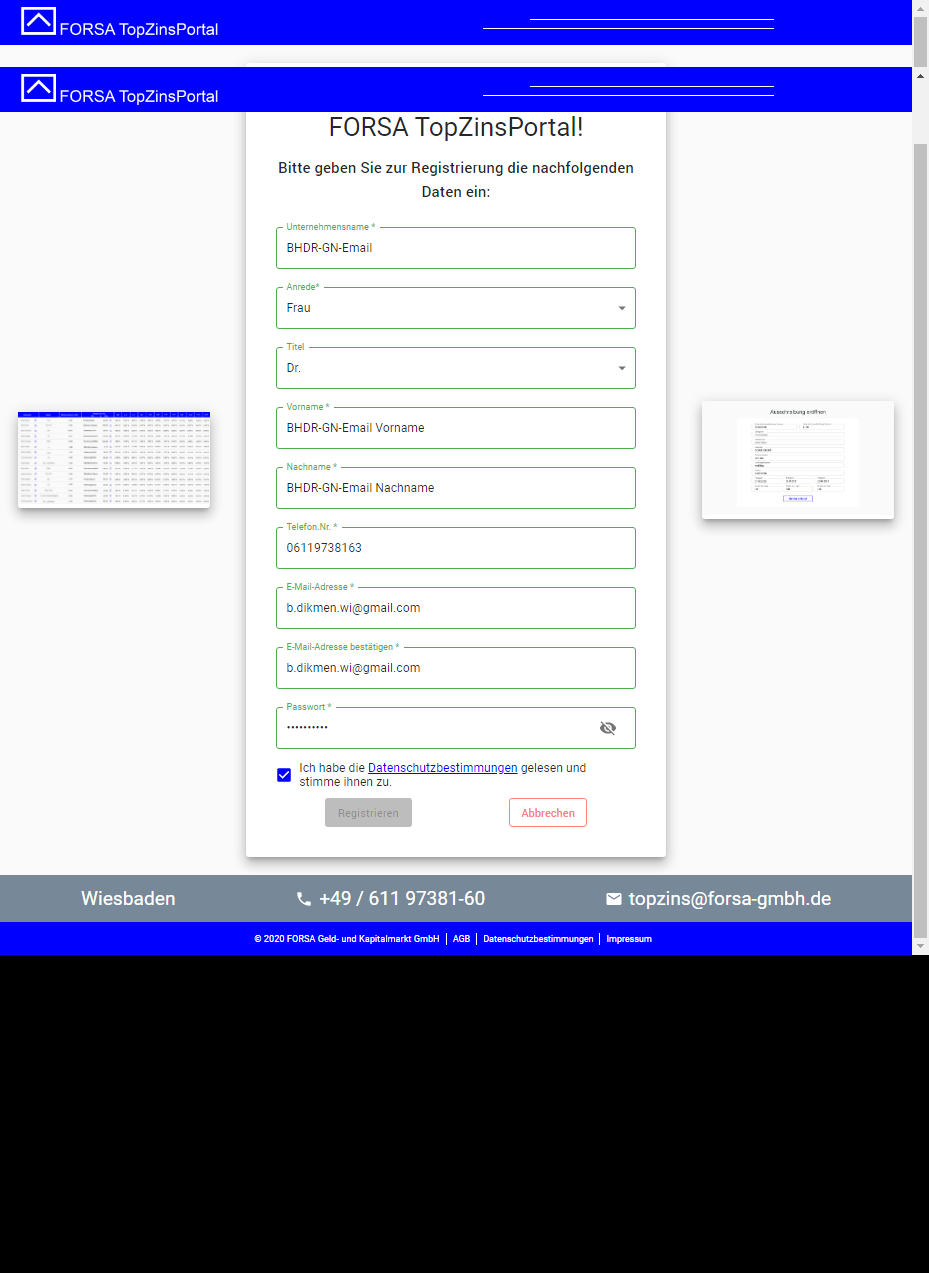 FORSA TopZinsPortal
FORSA TopZinsPortal
FORSA TopZinsPortal!
Bitte geben Sie zur Registrierung die nachfolgenden
Daten ein:
Unternehmensname *
BHDR-GN-Email
Anrede*
Frau
Titel
Dr.
Vorname *
BHDR-GN-Email Vorname
Nachname *
BHDR-GN-Email Nachname
Telefon.Nr. *
06119738163
E-Mail-Adresse *
b.dikmen.wi@gmail.com
E-Mail-Adresse bestätigen *
b.dikmen.wi@gmail.com
Passwort *
••••••••••
Ich habe die Datenschutzbestimmungen gelesen und
stimme ihnen zu.
Registrieren Abbrechen
Ausschreibung eröffnen
Wiesbaden +49 / 611 97381-60 topzins@forsa-gmbh.de
© 2020 FORSA Geld- und Kapitalmarkt GmbH | AGB | Datenschutzbestimmungen | Impressum